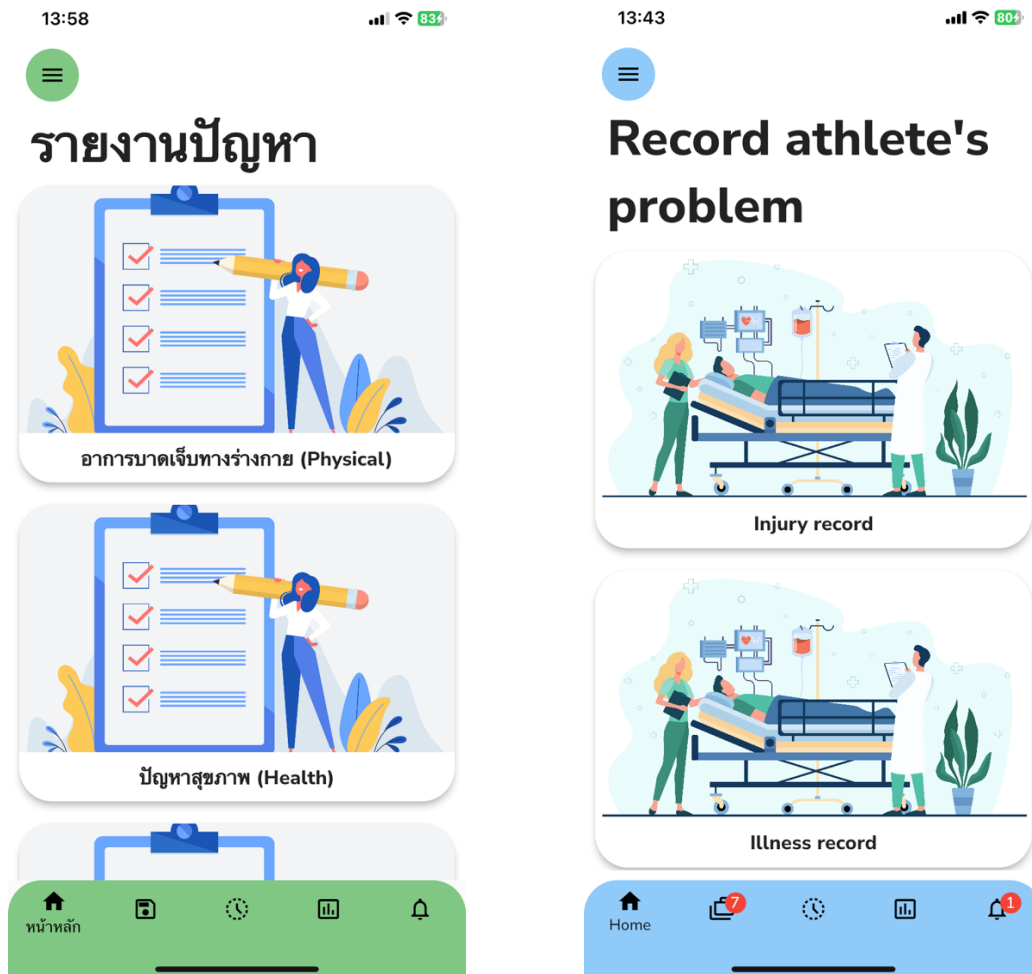 13:58
83
รายงานปัญหา
อาการบาดเจ็บทางร่างกาย (Physical)
ปัญหาสุขภาพ (Health)
หน้าหลัก
13:43
80
Record athlete's
problem
Injury record
Illness record
Home
7
1